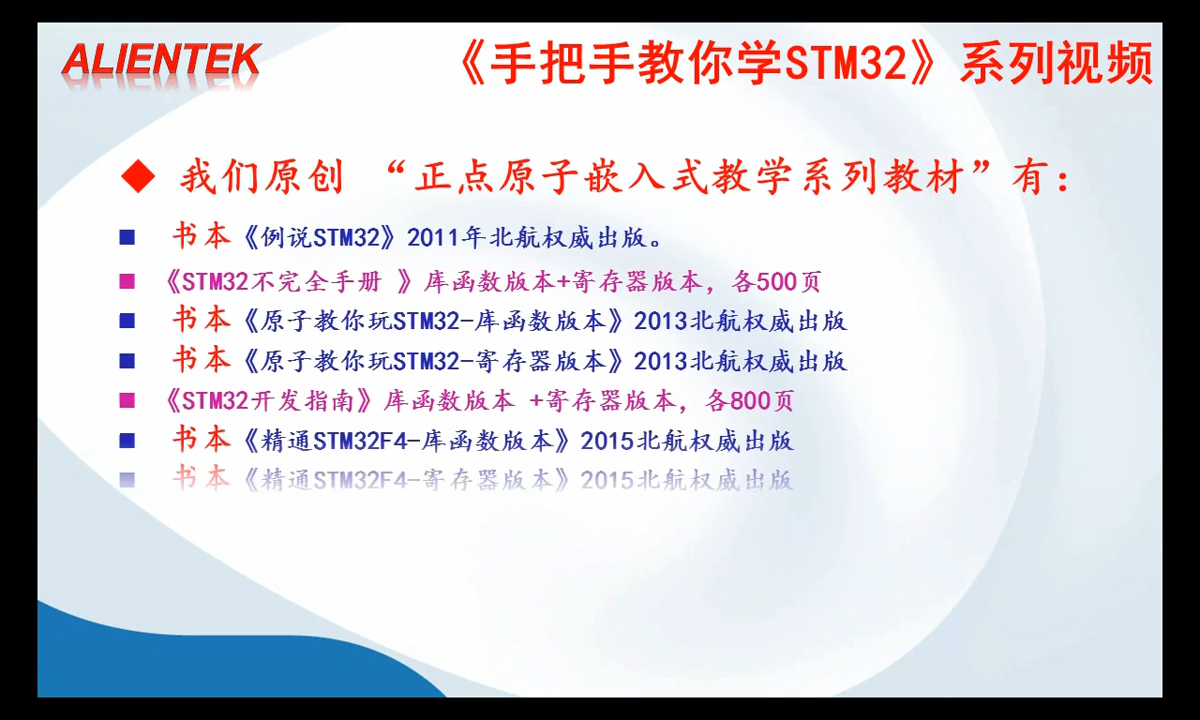 ALIENTEK
《手把手教你学STM32》系列视频
我们原创 “正点原子嵌入式教学系列教材”有：
书本《例说STM32》2011年北航权威出版。
《STM32不完全手册 》库函数版本+寄存器版本，各500页
书本《原子教你玩STM32-库函数版本》2013北航权威出版
书本《原子教你玩STM32-寄存器版本》2013北航权威出版
《STM32开发指南》库函数版本 +寄存器版本，各800页
书本《精通STM32F4-库函数版本》2015北航权威出版
书本《精通STM32F4-寄存器版本》2015北航权威出版